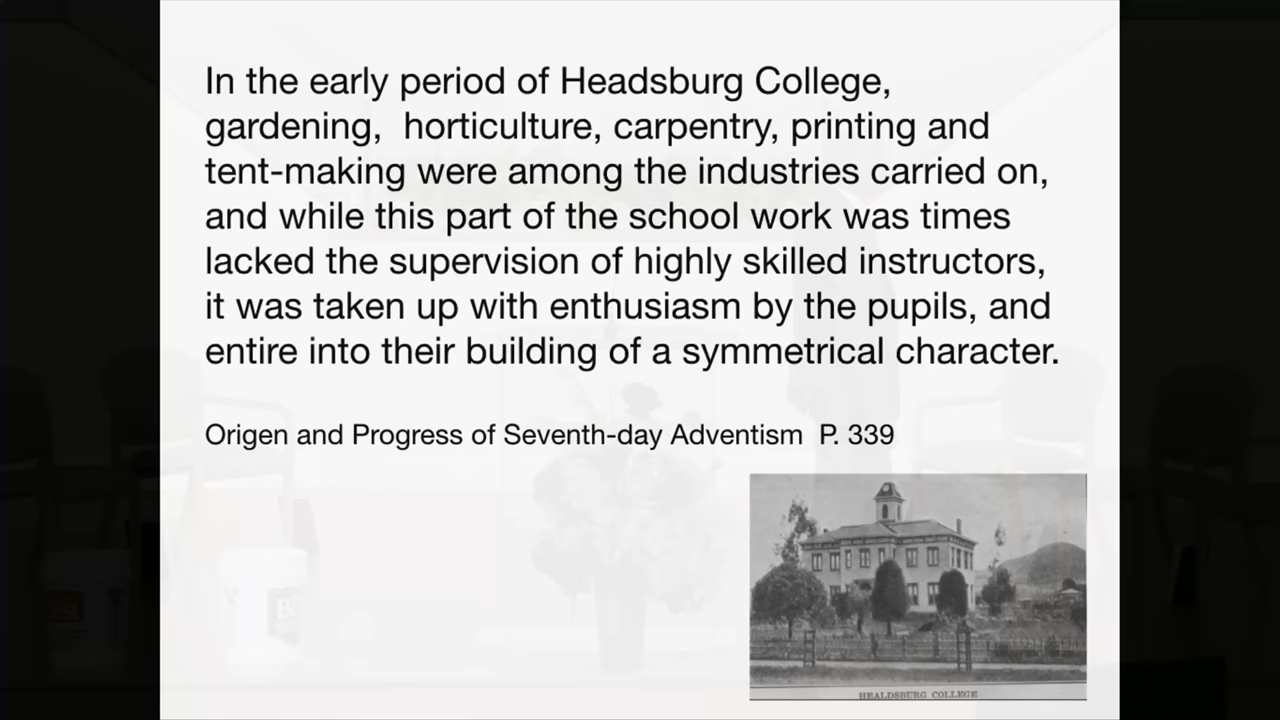 In the early period of Headsburg College,
gardening,  horticulture, carpentry, printing and
tent-making were among the industries carried on,
and while this part of the school work was times
lacked the supervision of highly skilled instructors,
it was taken up with enthusiasm by the pupils, and
entire into their building of a symmetrical character.
Origen and Progress of Seventh-day Adventism  P. 339
HEALDSBURG COLLEGE